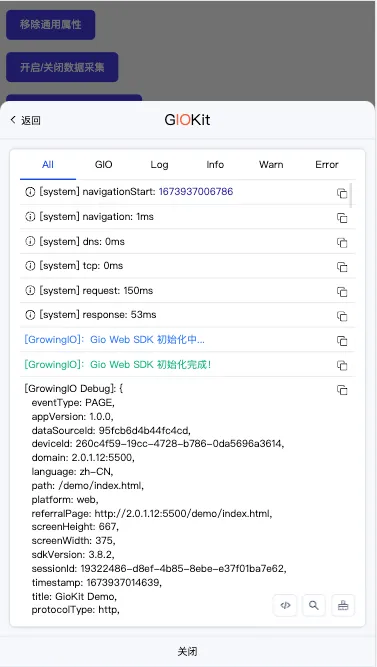 移除通用属性
开启/关闭数据采集
返回
GIOKit
All GIO Log Info Warn Error
[system] navigationStart: 1673937006786
[system] navigation: 1ms
[system] dns: 0ms
[system] tcp: 0ms
[system] request: 150ms
[system] response: 53ms
[GrowingIO]：Gio Web SDK 初始化中...
[GrowingIO]：Gio Web SDK 初始化完成！
[GrowingIO Debug]: {
eventType: PAGE,
appVersion: 1.0.0,
dataSourceId: 95fcb6d4b44fc4cd,
deviceId: 260c4f59-19cc-4728-b786-0da5696a3614,
domain: 2.0.1.12:5500,
language: zh-CN,
path: /demo/index.html,
platform: web,
referralPage: http://2.0.1.12:5500/demo/index.html,
screenHeight: 667,
screenWidth: 375,
sdkVersion: 3.8.2,
sessionId: 19322486-d8ef-4b85-8ebe-e37f01ba7e62,
timestamp: 1673937014639,
title: GioKit Demo,
protocolType: http,
关闭